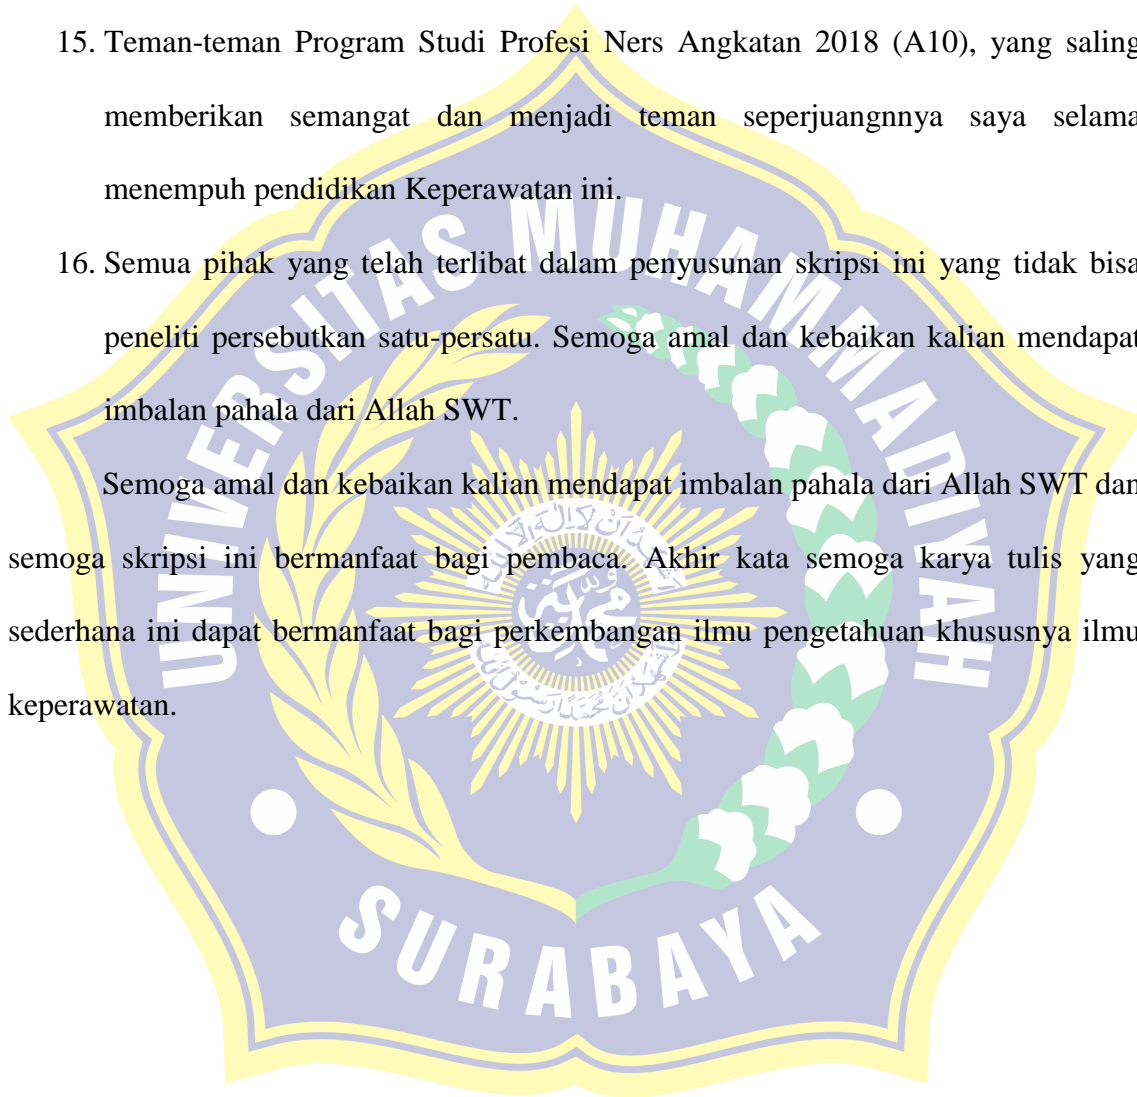 15. Teman-teman Program Studi Profesi Ners Angkatan 2018 (A10), yang saling
memberikan semangat dan menjadi teman seperjuangnnya saya selama
menempuh pendidikan Keperawatan ini.
16. Semua pihak yang telah terlibat dalam penyusunan skripsi ini yang tidak bisa
peneliti persebutkan satu-persatu. Semoga amal dan kebaikan kalian mendapat
imbalan pahala dari Allah SWT.
Semoga amal dan kebaikan kalian mendapat imbalan pahala dari Allah SWT dan
semoga skripsi ini bermanfaat bagi pembaca. Akhir kata semoga karya tulis yang
sederhana ini dapat bermanfaat bagi perkembangan ilmu pengetahuan khususnya ilmu
keperawatan.
UNIVERSITAS MUHAMMADIYAH
SURABAYA